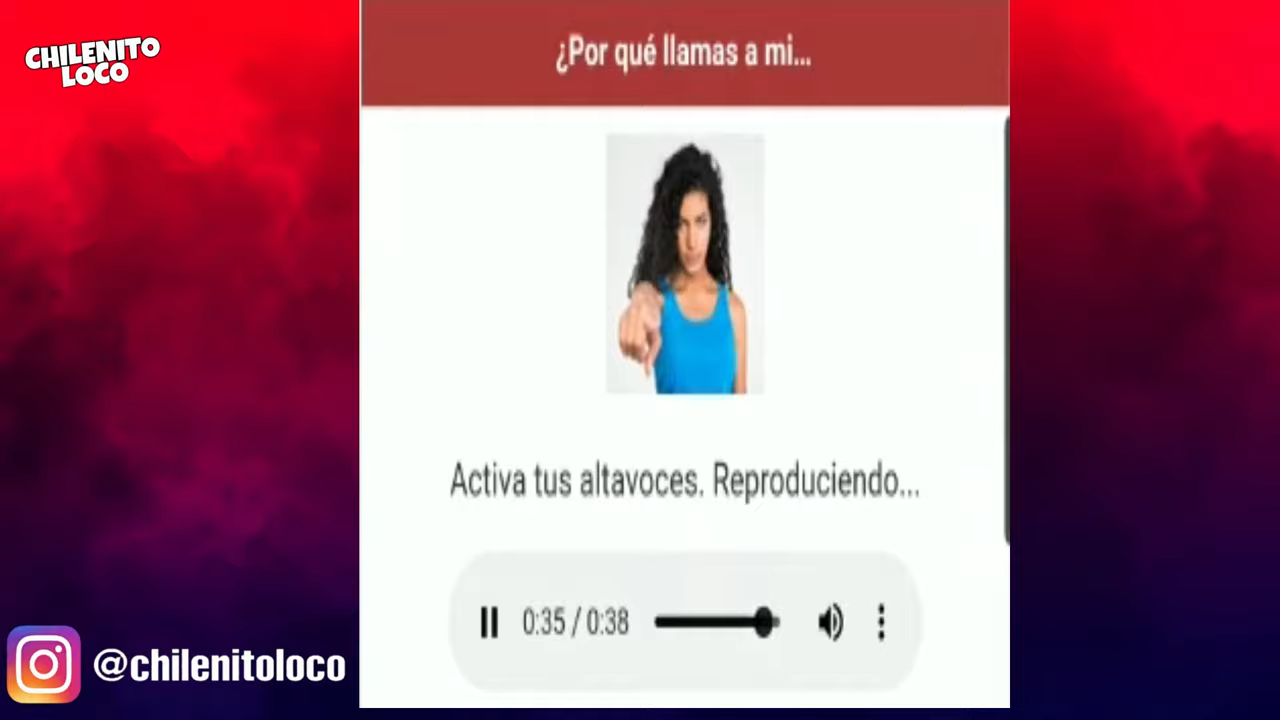 CHILENITO
LOCO
¿Por qué llamas a mi...
Activa tus altavoces. Reproduciendo...
0:35 / 0:38
@chilenitoloco